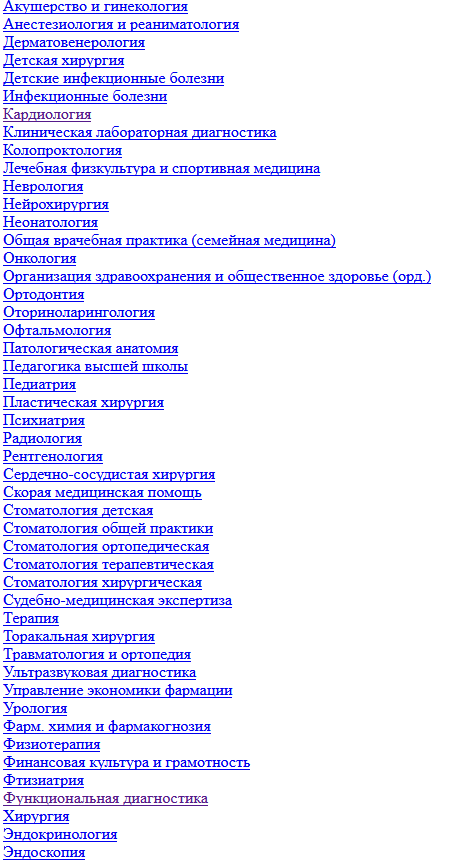 Акушерство и гинекология
Анестезиология и реаниматология
Дерматовенерология
Детская хирургия
Детские инфекционные болезни
Инфекционные болезни
Кардиология
Клиническая лабораторная диагностика
Колопроктология
Лечебная физкультура и спортивная медицина
Неврология
Нейрохирургия
Неонатология
Общая врачебная практика (семейная медицина)
Онкология
Организация здравоохранения и общественное здоровье (орд.)
Ортодонтия
Оториноларингология
Офтальмология
Патологическая анатомия
Педагогика высшей школы
Педиатрия
Пластическая хирургия
Психиатрия
Радиология
Рентгенология
Сердечно-сосудистая хирургия
Скорая медицинская помощь
Стоматология детская
Стоматология общей практики
Стоматология ортопедическая
Стоматология терапевтическая
Стоматология хирургическая
Судебно-медицинская экспертиза
Терапия
Торакальная хирургия
Травматология и ортопедия
Ультразвуковая диагностика
Управление экономики фармации
Урология
Фарм. химия и фармакогнозия
Физиотерапия
Финансовая культура и грамотность
Фтизиатрия
Функциональная диагностика
Хирургия
Эндокринология
Эндоскопия